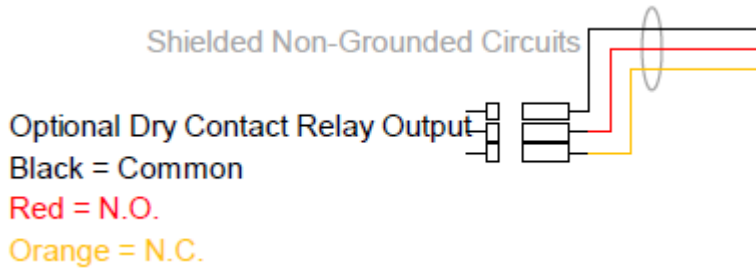 Shielded Non-Grounded Circuits
Optional Dry Contact Relay Output
Black = Common
Red = N.O.
Orange = N.C.